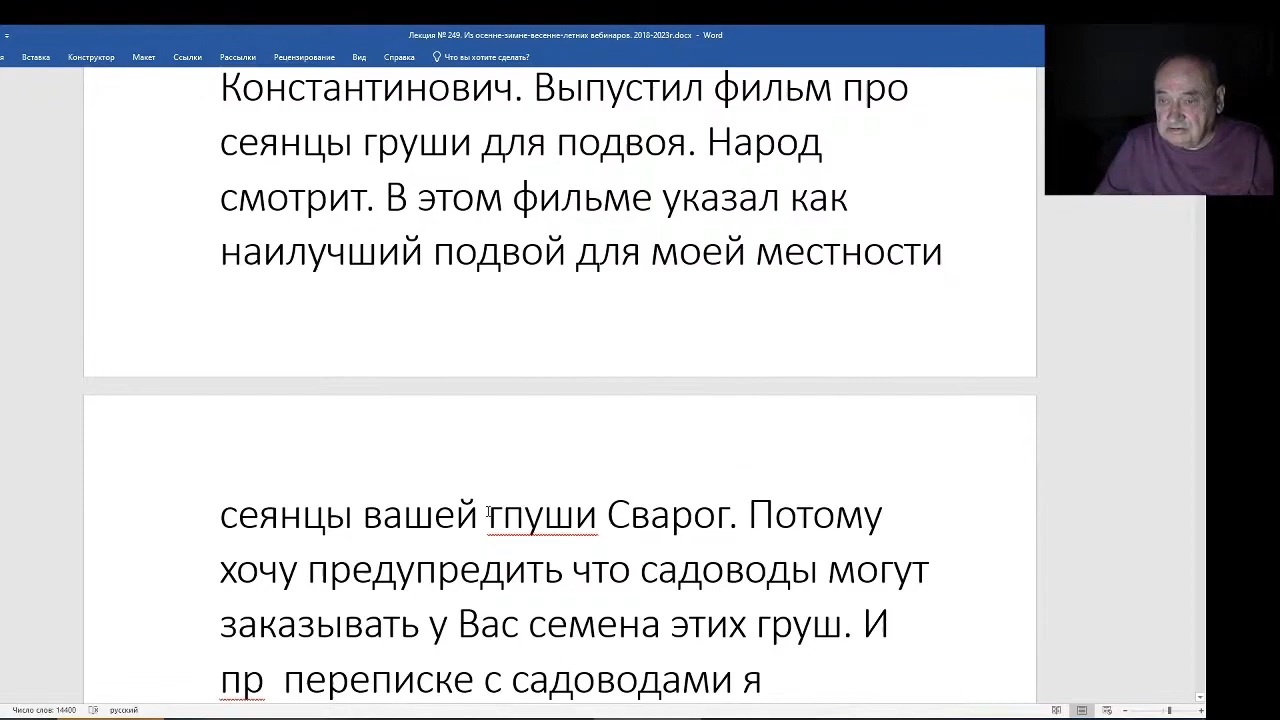 Лекция № 249. Из осенне-зимне-весенне-летних вебинаров. 2018-2023г.docx - Word
я Вставка Конструктор Макет Ссылки Рассылки Рецензирование Вид Справка Что вы хотите сделать?
Константинович. Выпустил фильм про
сеянцы груши для подвоя. Народ
смотрит. В этом фильме указал как
наилучший подвой для моей местности
сеянцы вашей гпуши Сварог. Потому
хочу предупредить что садоводы могут
заказывать у Вас семена этих груш. И
пр переписке с садоводами я
Число слов: 14400 русский